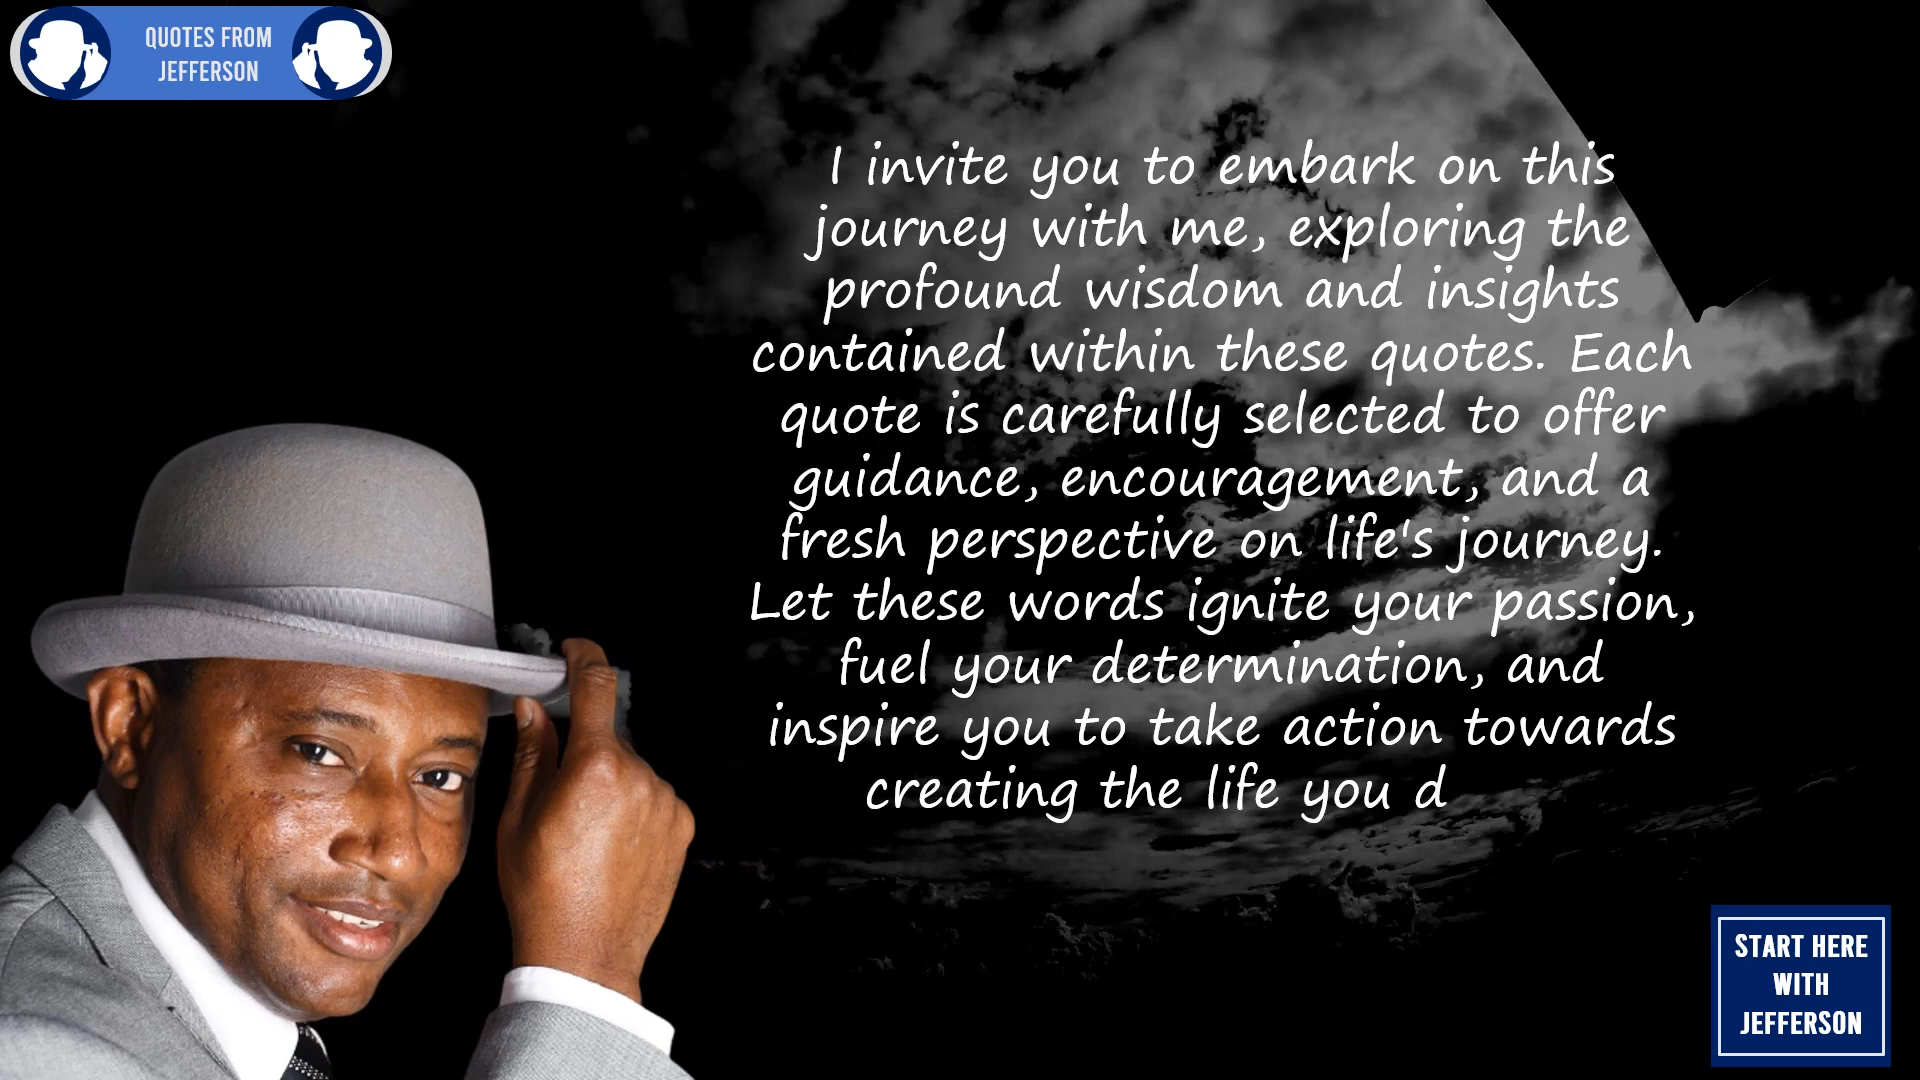 QUOTES FROM
JEFFERSON
I invite you to embark on this
journey with me, exploring the
profound wisdom and insights
contained within these quotes. Each
quote is carefully selected to offer
guidance, encouragement, and a
fresh perspective on life's journey.
Let these words ignite your passion,
fuel your determination, and
inspire you to take action towards
creating the life you d
START HERE
WITH
JEFFERSON